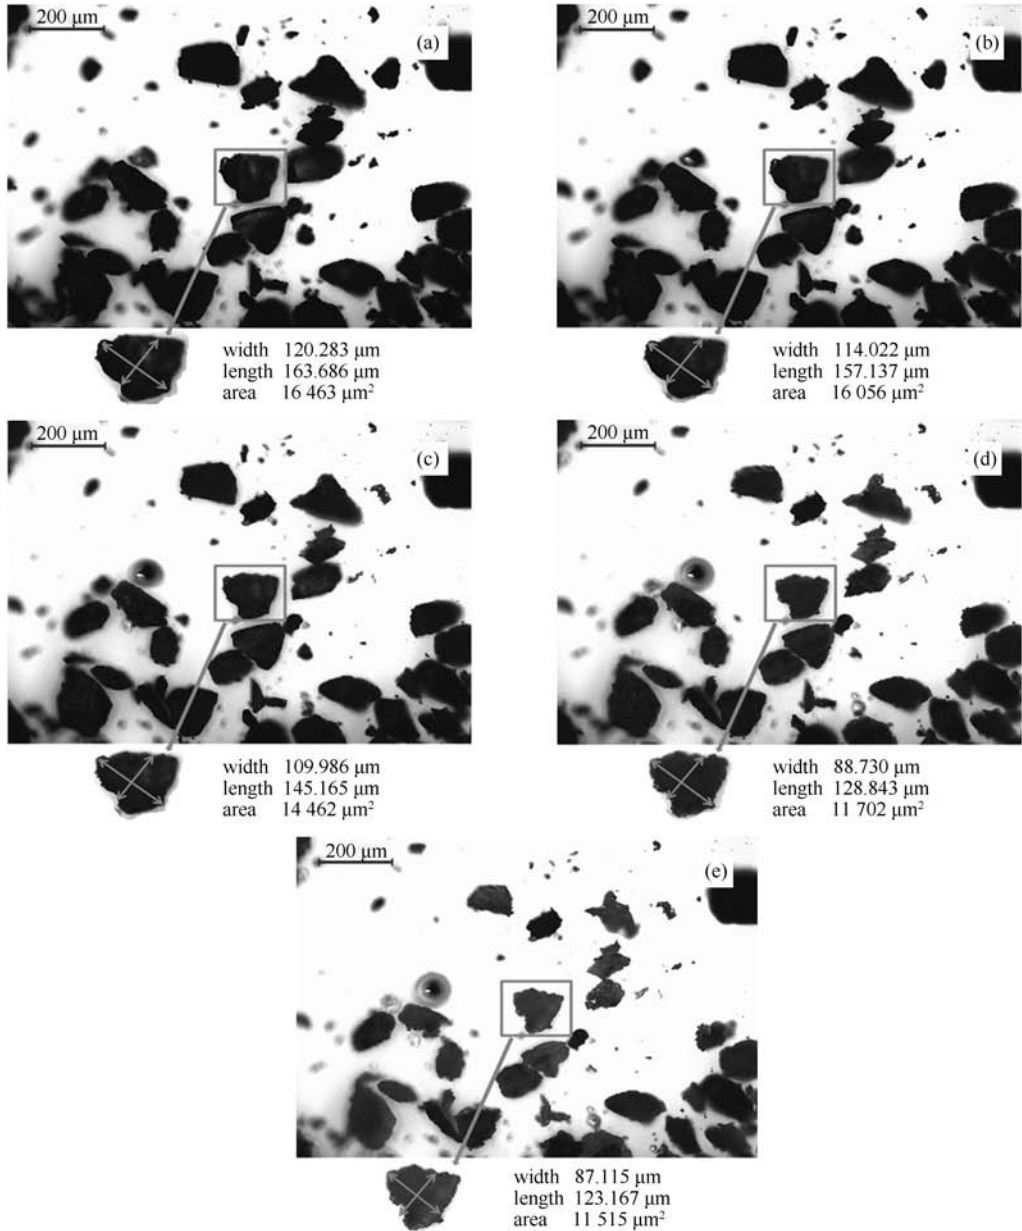 200 μm
(a)
200 μm
(b)
width 120.283 μm
length 163.686 μm
area 16 463 μm²
width 114.022 μm
length 157.137 μm
area 16 056 μm²
200 μm
(c)
200 μm
(d)
width 109.986 μm
length 145.165 μm
area 14 462 μm²
width 88.730 μm
length 128.843 μm
area 11 702 μm²
200 μm
(e)
width 87.115 μm
length 123.167 μm
area 11 515 μm²